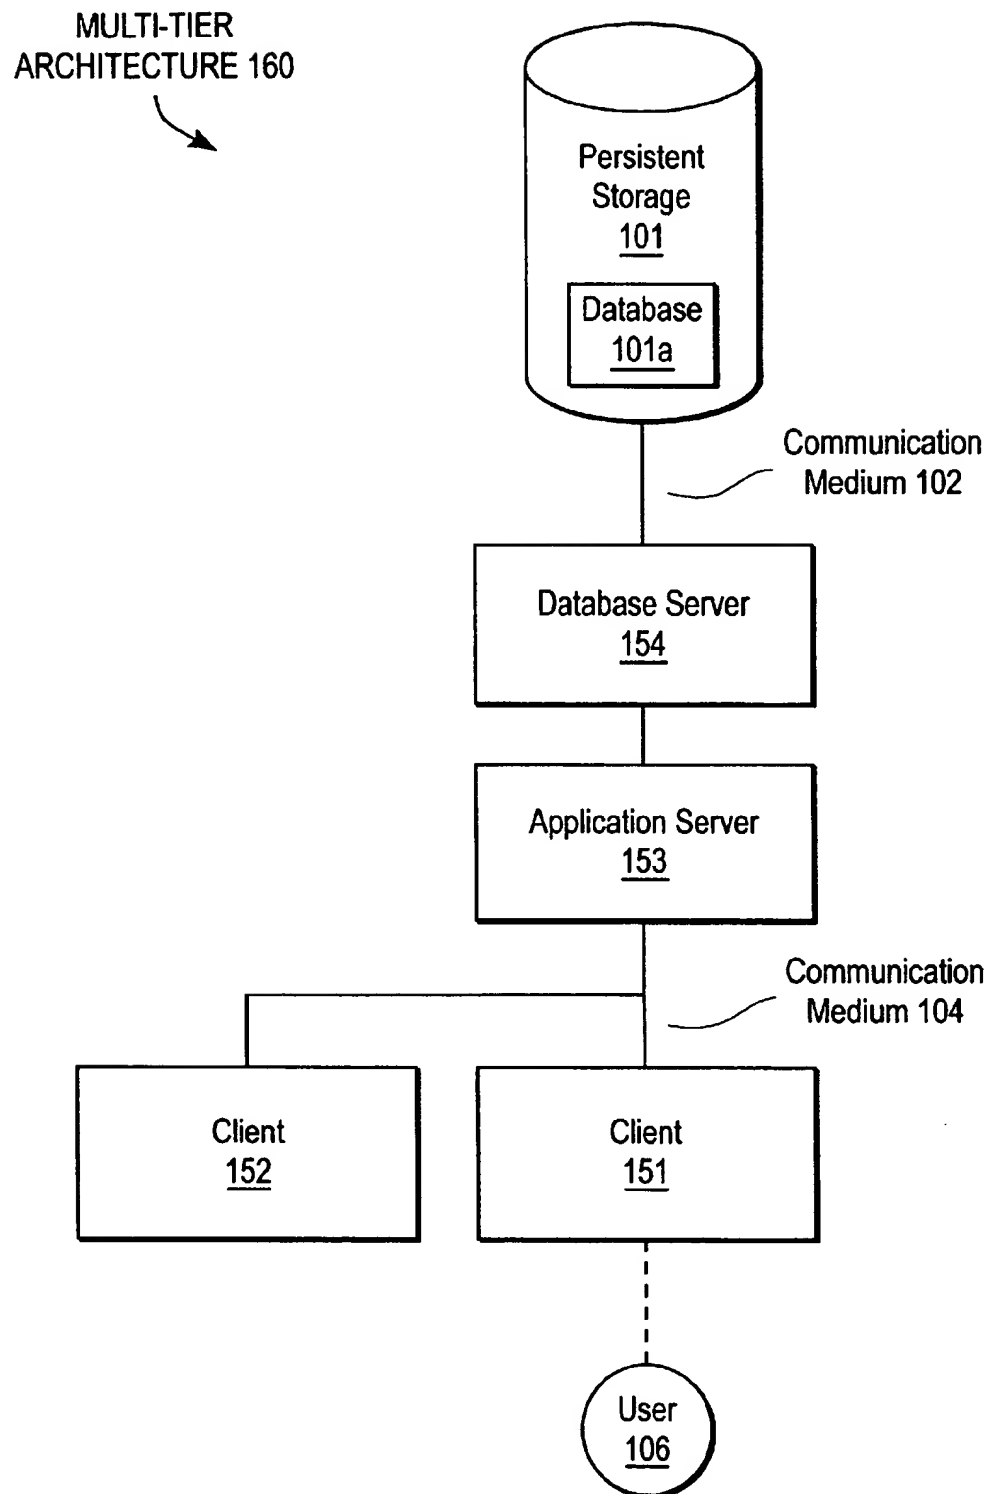 MULTI-TIER
ARCHITECTURE 160
Persistent
Storage
101
Database
101a
Communication
Medium 102
Database Server
154
Application Server
153
Communication
Medium 104
Client
152
Client
151
User
106